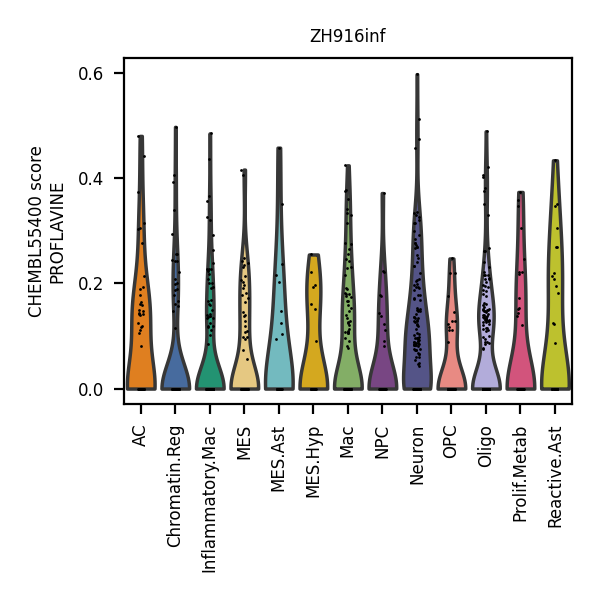 ZH916inf
CHEMBL55400 score
PROFLAVINE
0.6
0.4
0.2
0.0
AC
Chromatin.Reg
Inflammatory.Mac
MES
MES.Ast
MES.Hyp
Mac
NPC
Neuron
OPC
Oligo
Prolif.Metab
Reactive.Ast